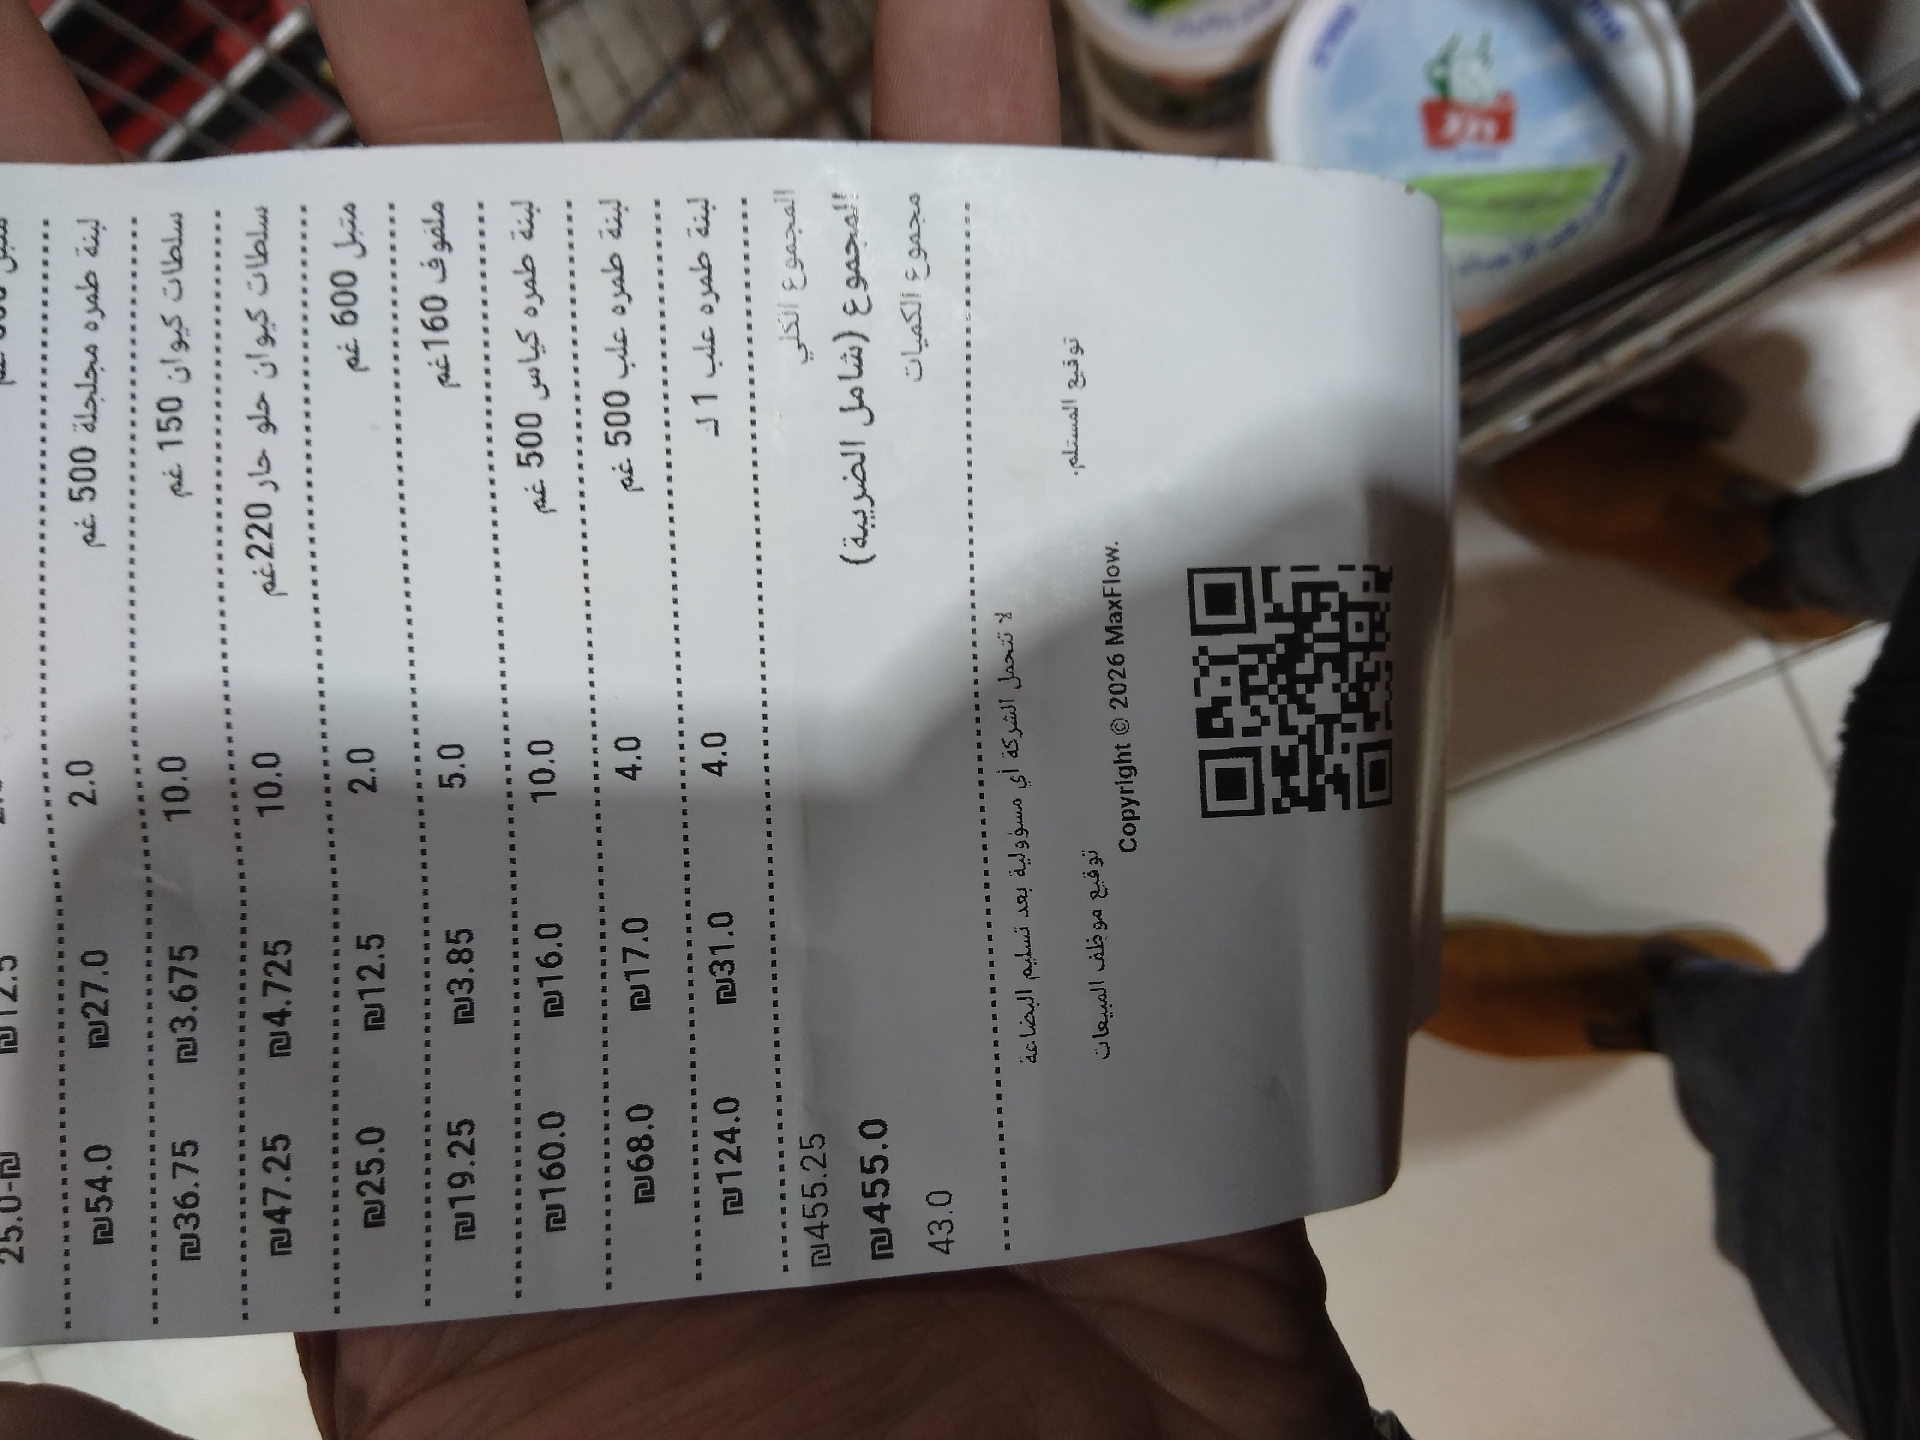 ₪12.5
25.0-₪
لبنة طمره مجلجلة 500 غم 2.0 ₪27.0 ₪54.0
سلطات كيوان 150 غم 10.0 ₪3.675 ₪36.75
سلطات كيوان حلو حار 220غم 10.0 ₪4.725 ₪47.25
متبل 600 غم 2.0 ₪12.5 ₪25.0
ملفوف 160غم 5.0 ₪3.85 ₪19.25
لبنة طمره كياس 500 غم 10.0 ₪16.0 ₪160.0
لبنة طمره علب 500 غم 4.0 ₪17.0 ₪68.0
لبنة طمره علب 1 ك 4.0 ₪31.0 ₪124.0
المجموع الكلي ₪455.25
المجموع (شامل الضريبة) ₪455.0
مجموع الكميات 43.0
لا تتحمل الشركة أي مسؤولية بعد تسليم البضاعة
توقيع المستلم. توقيع موظف المبيعات
Copyright © 2026 MaxFlow.